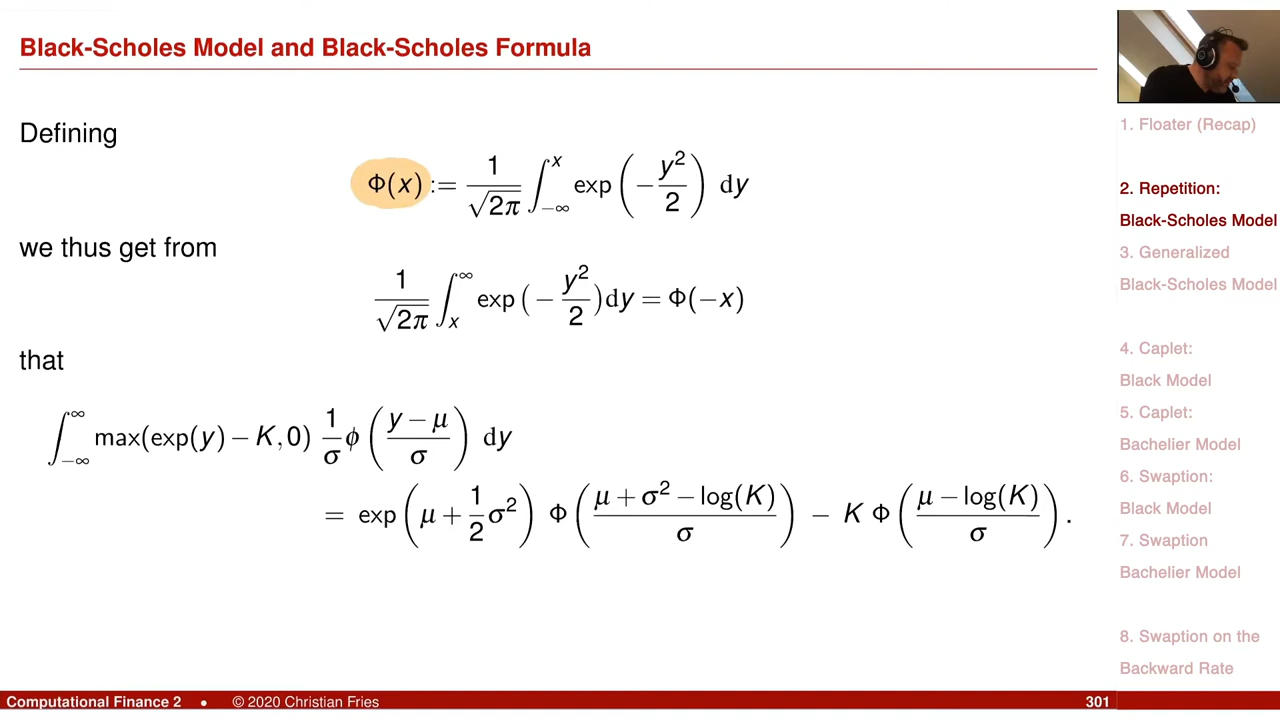 Black-Scholes Model and Black-Scholes Formula
Defining
Φ(x) := 1/√2π ∫_{−∞}^{x} exp(−y²/2) dy
we thus get from
1/√2π ∫_{x}^{∞} exp(−y²/2)dy = Φ(−x)
that
∫_{−∞}^{∞} max(exp(y) − K, 0) 1/σ ϕ((y − μ)/σ) dy
= exp(μ + 1/2 σ²) Φ((μ + σ² − log(K))/σ) − K Φ((μ − log(K))/σ).
1. Floater (Recap)
2. Repetition:
Black-Scholes Model
3. Generalized
Black-Scholes Model
4. Caplet:
Black Model
5. Caplet:
Bachelier Model
6. Swaption:
Black Model
7. Swaption
Bachelier Model
8. Swaption on the
Backward Rate
Computational Finance 2 • © 2020 Christian Fries 301